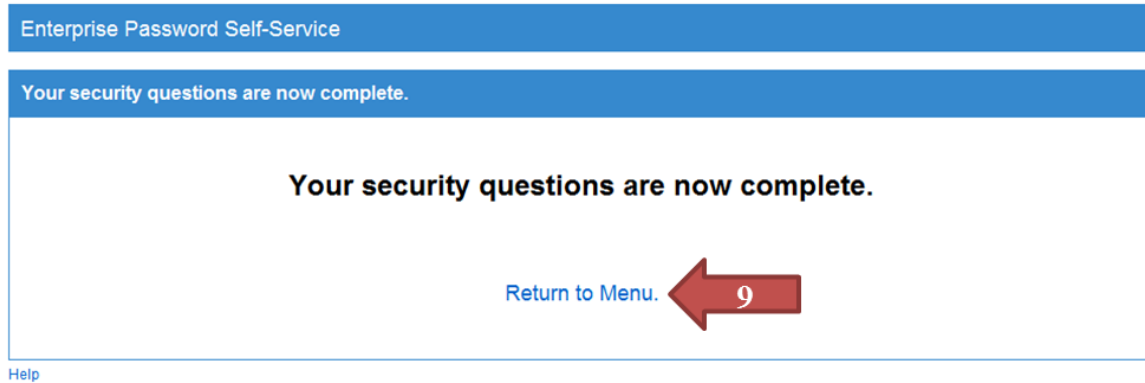 Enterprise Password Self-Service
Your security questions are now complete.
Your security questions are now complete.
Return to Menu.
9
Help